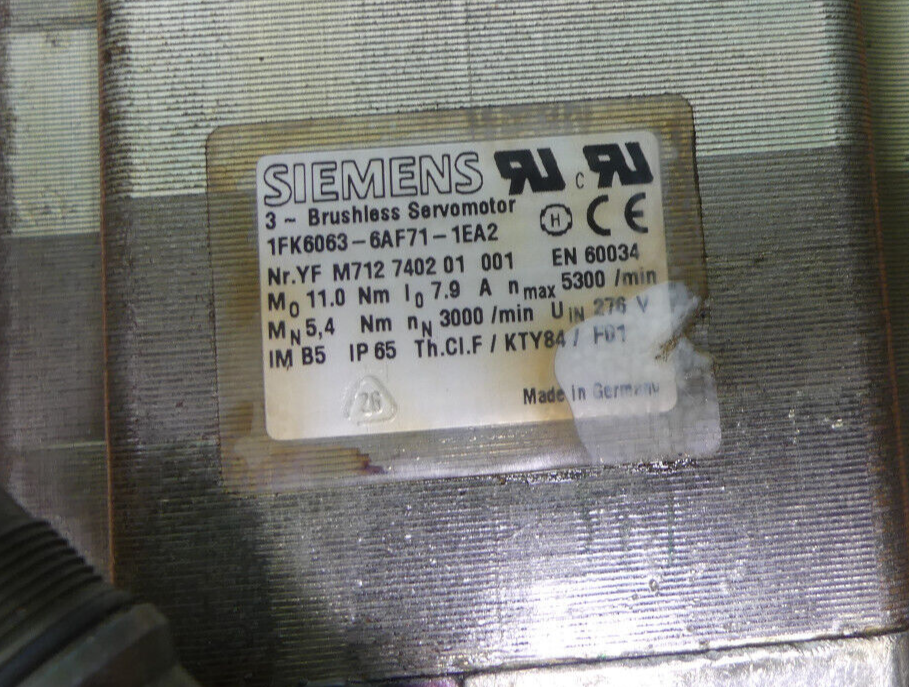 SIEMENS
3 ~ Brushless Servomotor
1FK6063-6AF71-1EA2
Nr.YF M712 7402 01 001 EN 60034
M0 11.0 Nm I0 7.9 A nmax 5300 /min
MN 5,4 Nm nN 3000 /min UIN 276 V
IM B5 IP 65 Th.Cl.F / KTY84 / F01
26
Made in Germany